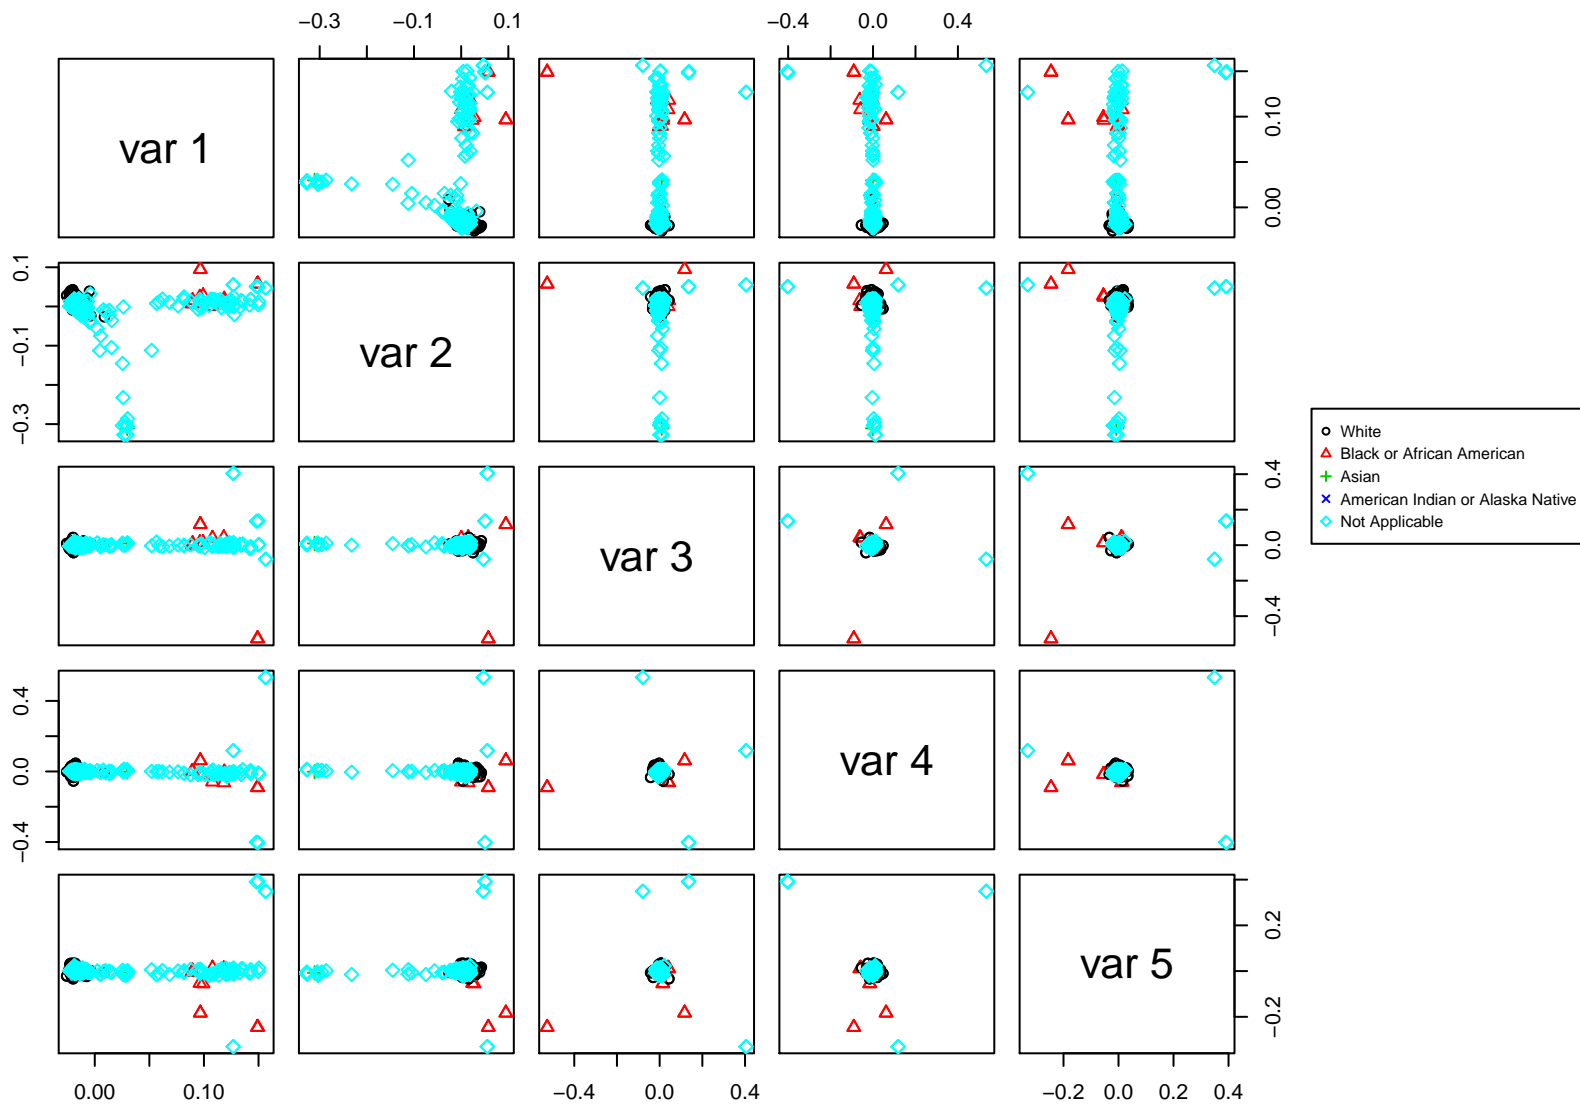 −0.3 −0.1 0.1 −0.4 0.0 0.4
var 1
0.00 0.10
0.1
−0.1
−0.3
var 2
White
Black or African American
Asian
American Indian or Alaska Native
Not Applicable
var 3
−0.4 0.0 0.4
−0.4 0.0 0.4
var 4
var 5
−0.2 0.2
0.00 0.10 −0.4 0.0 0.4 −0.2 0.0 0.2 0.4